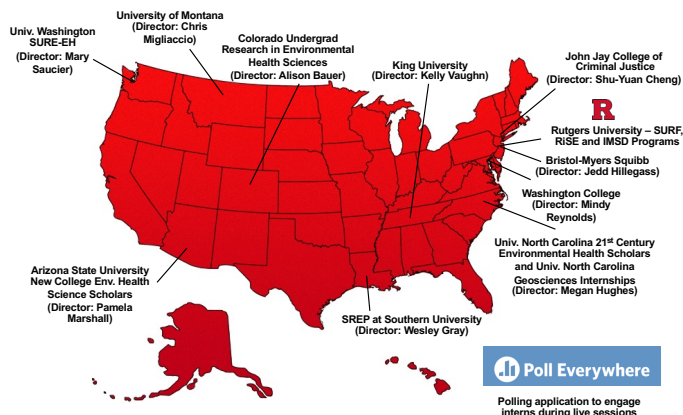 University of Montana
(Director: Chris
Migliaccio)
Univ. Washington
SURE-EH
(Director: Mary
Saucier)
Colorado Undergrad
Research in Environmental
Health Sciences
(Director: Alison Bauer)
King University
(Director: Kelly Vaughn)
John Jay College of
Criminal Justice
(Director: Shu-Yuan Cheng)
R
Rutgers University – SURF,
RiSE and IMSD Programs
Bristol-Myers Squibb
(Director: Jedd Hillegass)
Washington College
(Director: Mindy
Reynolds)
Univ. North Carolina 21st Century
Environmental Health Scholars
and Univ. North Carolina
Geosciences Internships
(Director: Megan Hughes)
Arizona State University
New College Env. Health
Science Scholars
(Director: Pamela
Marshall)
SREP at Southern University
(Director: Wesley Gray)
Poll Everywhere
Polling application to engage
interns during live sessions